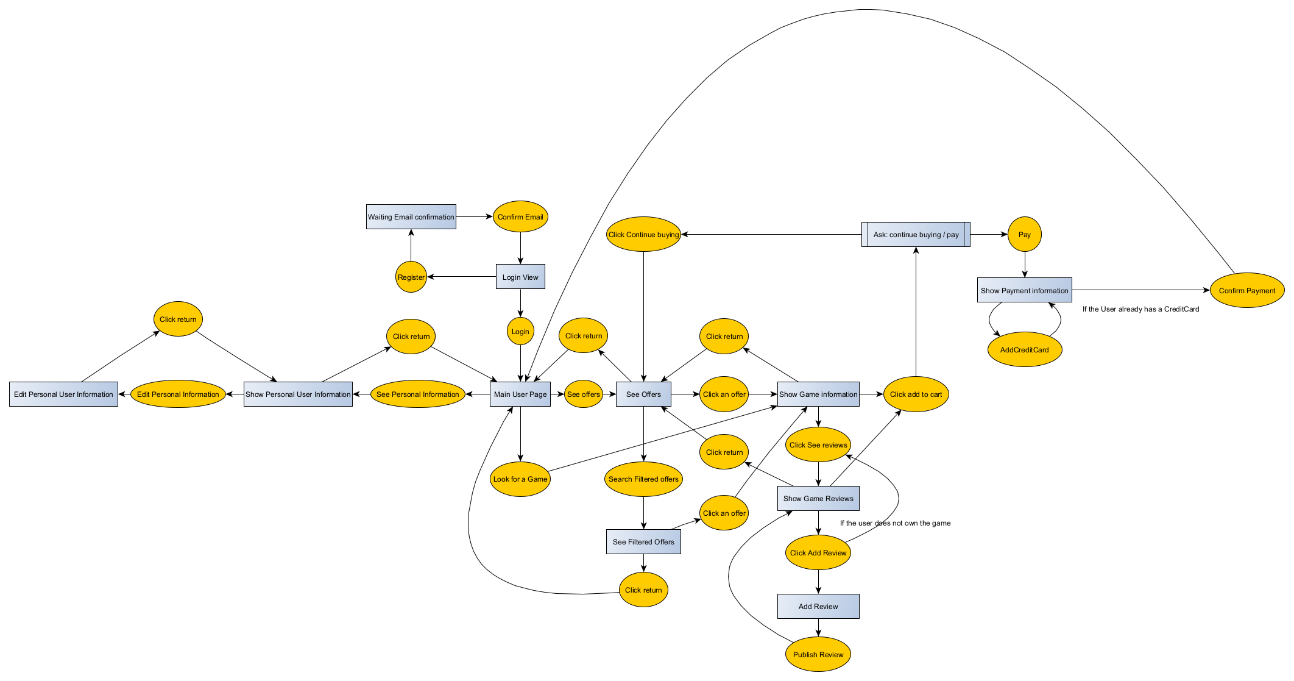 Waiting Email confirmation
Confirm Email
Click Continue buying
Ask: continue buying / pay
Pay
Register
Login View
Show Payment information
Confirm Payment
If the User already has a CreditCard
Click return
Click return
Login
Click return
Click return
AddCreditCard
Edit Personal User Information
Edit Personal Information
Show Personal User Information
See Personal Information
Main User Page
See offers
See Offers
Click an offer
Show Game information
Click add to cart
Click See reviews
Click return
Look for a Game
Search Filtered offers
Show Game Reviews
Click an offer
If the user does not own the game
See Filtered Offers
Click Add Review
Click return
Add Review
Publish Review